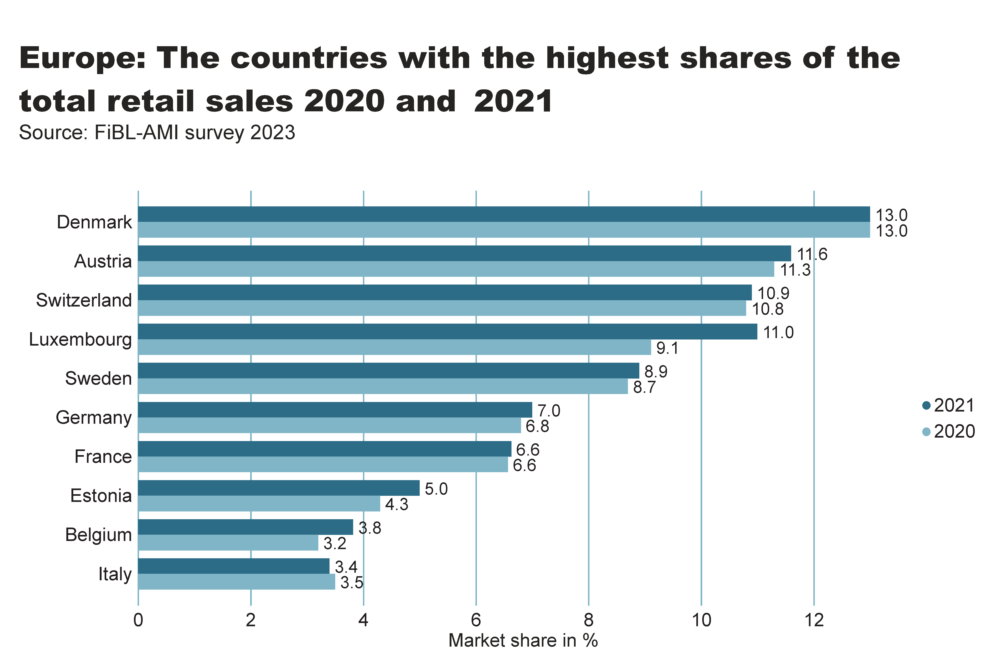 Europe: The countries with the highest shares of the
total retail sales 2020 and  2021
Source: FiBL-AMI survey 2023
Denmark
13.0
13.0
Austria
11.6
11.3
Switzerland
10.9
10.8
Luxembourg
11.0
9.1
Sweden
8.9
8.7
Germany
7.0
6.8
France
6.6
6.6
Estonia
5.0
4.3
Belgium
3.8
3.2
Italy
3.4
3.5
2021
2020
0 2 4 6 8 10 12
Market share in %